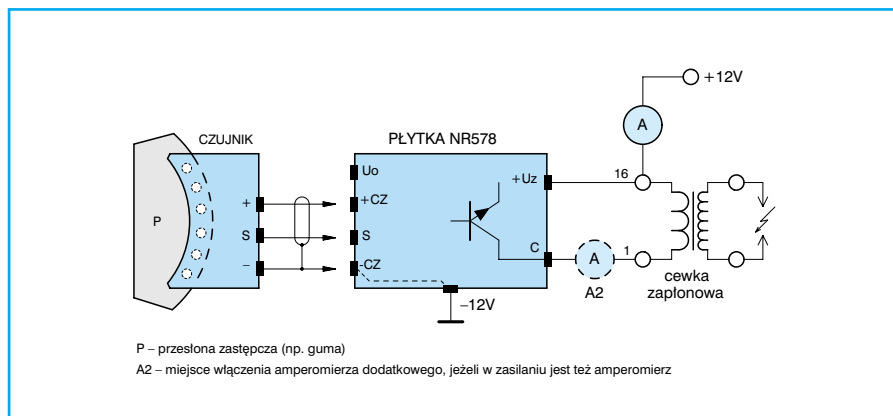 +12V
A
CZUJNIK
PŁYTKA NR578
Uo
16
+Uz
+
+CZ
P
S
S
C
A
1
–
-CZ
A2
cewka
zapłonowa
–12V
P – przesłona zastępcza (np. guma)
A2 – miejsce włączenia amperomierza dodatkowego, jeżeli w zasilaniu jest też amperomierz